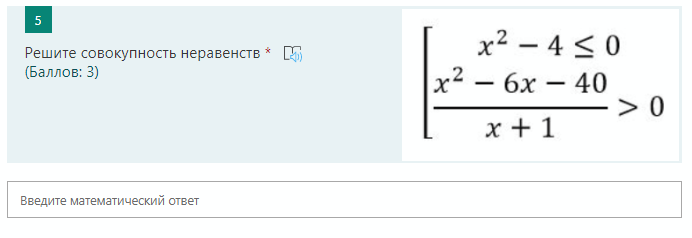 5
Решите совокупность неравенств *
(Баллов: 3)
x² − 4 ≤ 0
x² − 6x − 40
> 0
x + 1
Введите математический ответ